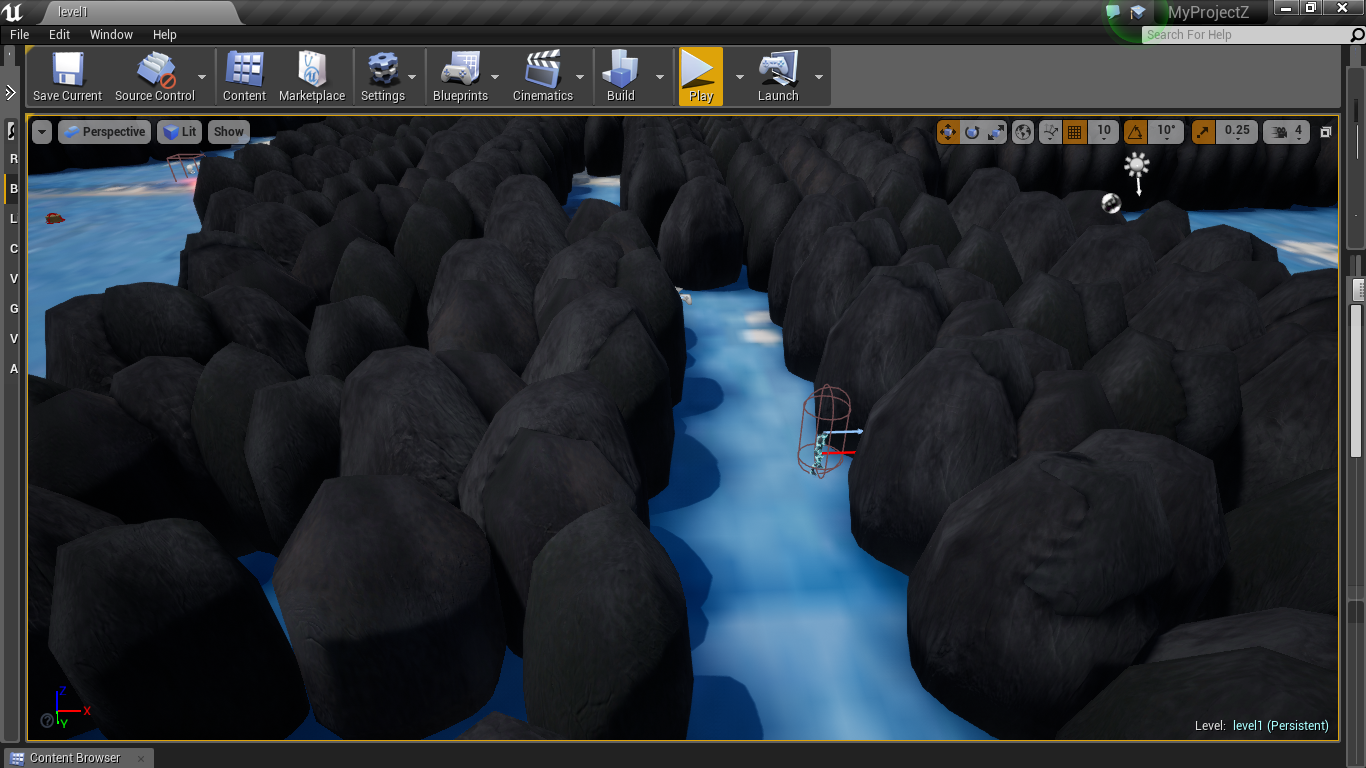 level1
MyProjectZ
File Edit Window Help
Search For Help
Save Current Source Control Content Marketplace Settings Blueprints Cinematics Build Play Launch
Perspective Lit Show 10 10° 0.25 4
R
B
L
C
V
G
V
A
Z
X
Y
Level: level1 (Persistent)
Content Browser